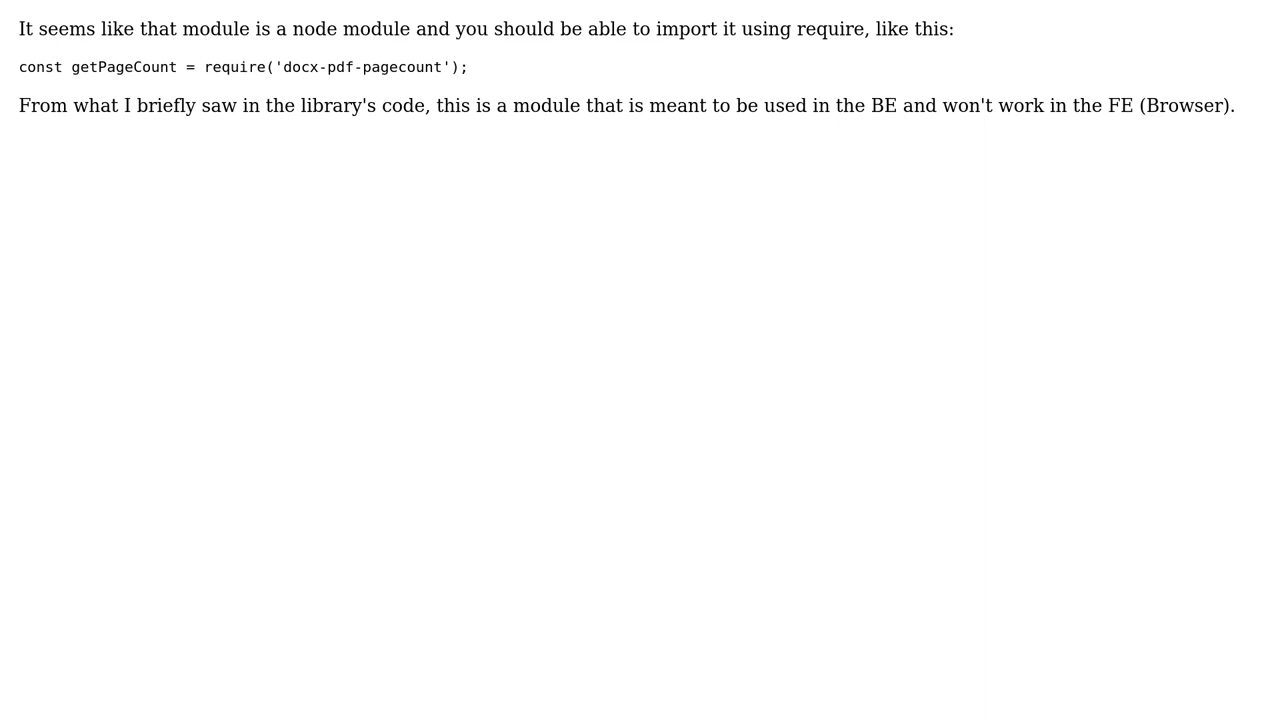 It seems like that module is a node module and you should be able to import it using require, like this:
const getPageCount = require('docx-pdf-pagecount');
From what I briefly saw in the library's code, this is a module that is meant to be used in the BE and won't work in the FE (Browser).